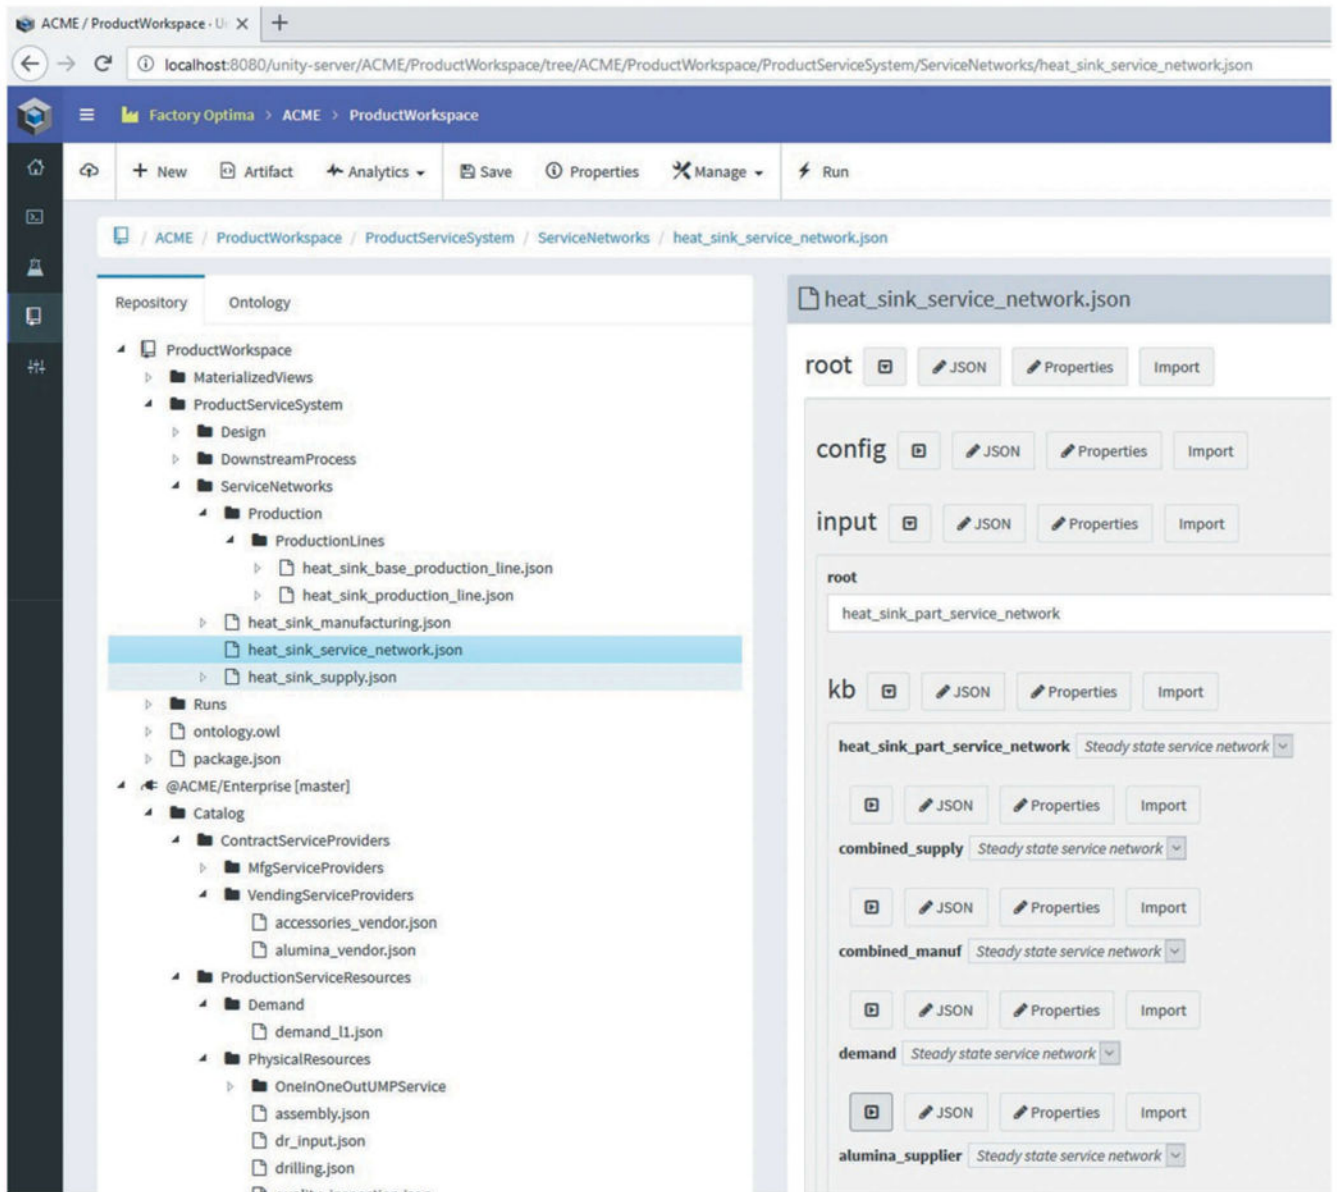 ACME / ProductWorkspace · Un
localhost:8080/unity-server/ACME/ProductWorkspace/tree/ACME/ProductWorkspace/ProductServiceSystem/ServiceNetworks/heat_sink_service_network.json
Factory Optima > ACME > ProductWorkspace
New Artifact Analytics Save Properties Manage Run
/ ACME / ProductWorkspace / ProductServiceSystem / ServiceNetworks / heat_sink_service_network.json
Repository Ontology
ProductWorkspace
MaterializedViews
ProductServiceSystem
Design
DownstreamProcess
ServiceNetworks
Production
ProductionLines
heat_sink_base_production_line.json
heat_sink_production_line.json
heat_sink_manufacturing.json
heat_sink_service_network.json
heat_sink_supply.json
Runs
ontology.owl
package.json
@ACME/Enterprise [master]
Catalog
ContractServiceProviders
MfgServiceProviders
VendingServiceProviders
accessories_vendor.json
alumina_vendor.json
ProductionServiceResources
Demand
demand_l1.json
PhysicalResources
OneInOneOutUMPService
assembly.json
dr_input.json
drilling.json
heat_sink_service_network.json
root JSON Properties Import
config JSON Properties Import
input JSON Properties Import
root
heat_sink_part_service_network
kb JSON Properties Import
heat_sink_part_service_network Steady state service network
JSON Properties Import
combined_supply Steady state service network
JSON Properties Import
combined_manuf Steady state service network
JSON Properties Import
demand Steady state service network
JSON Properties Import
alumina_supplier Steady state service network